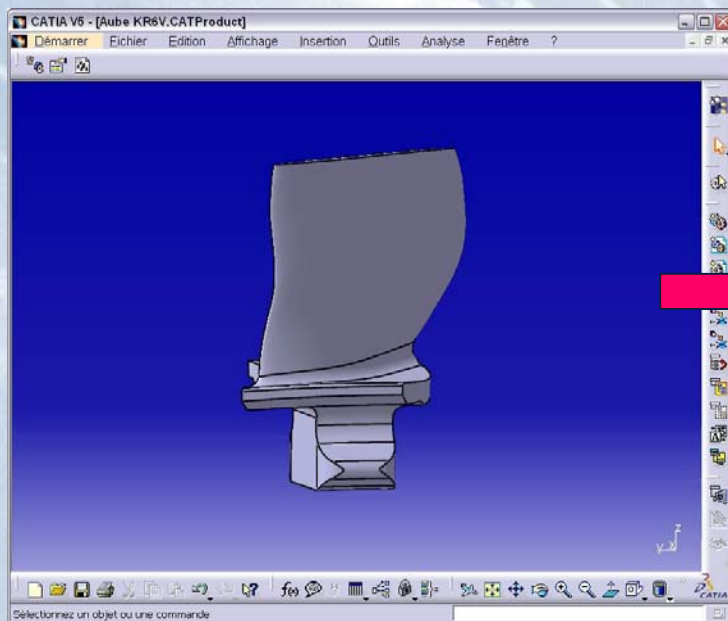 CATIA V5 - [Aube KR6V.CATProduct]
Démarrer Fichier Edition Affichage Insertion Outils Analyse Fenêtre ?
z
y x
f(x)
CATIA
Sélectionnez un objet ou une commande